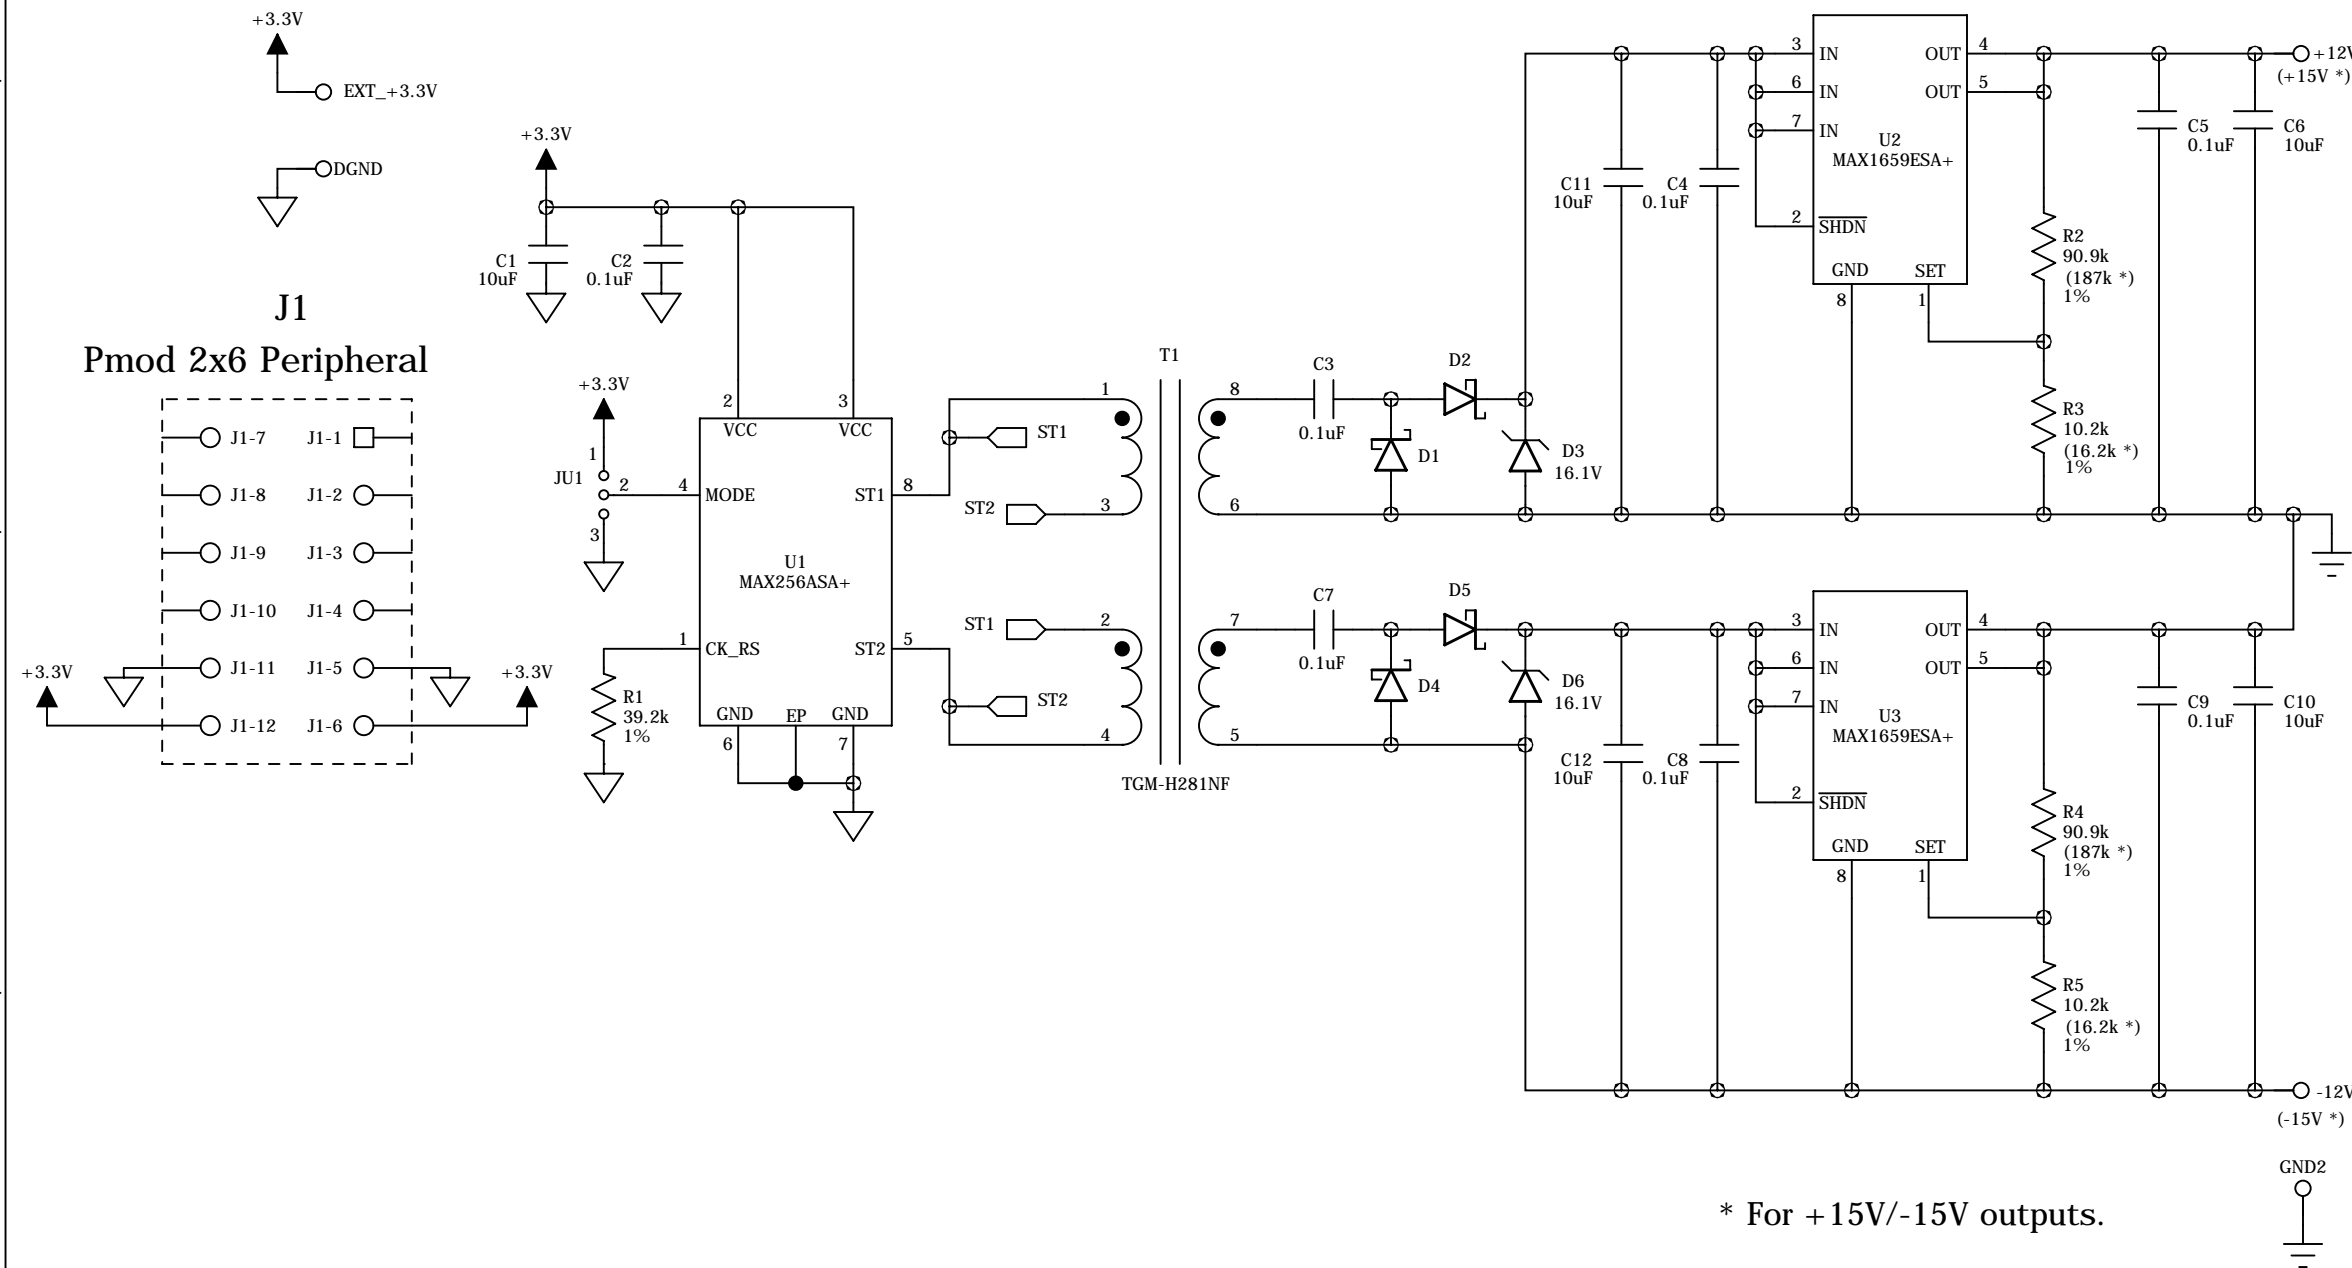 +3.3V
EXT_+3.3V
DGND
J1
Pmod 2x6 Peripheral
J1-7 J1-1
J1-8 J1-2
J1-9 J1-3
J1-10 J1-4
J1-11 J1-5
J1-12 J1-6
+3.3V
+3.3V
+3.3V
C1
10uF
C2
0.1uF
+3.3V
1
JU1
2
3
2
3
VCC
VCC
4
MODE
ST1
8
U1
MAX256ASA+
1
CK_RS
ST2
5
GND
EP
GND
6
7
R1
39.2k
1%
ST1
ST2
ST1
ST2
T1
1
3
2
4
8
6
7
5
TGM-H281NF
C3
0.1uF
D2
D1
D3
16.1V
C7
0.1uF
D5
D4
D6
16.1V
C11
10uF
C4
0.1uF
3
IN
OUT
4
6
IN
OUT
5
7
IN
U2
MAX1659ESA+
2
SHDN
GND
SET
8
1
R2
90.9k
(187k *)
1%
R3
10.2k
(16.2k *)
1%
C5
0.1uF
C6
10uF
+12V
(+15V *)
C12
10uF
C8
0.1uF
3
IN
OUT
4
6
IN
OUT
5
7
IN
U3
MAX1659ESA+
2
SHDN
GND
SET
8
1
R4
90.9k
(187k *)
1%
R5
10.2k
(16.2k *)
1%
C9
0.1uF
C10
10uF
-12V
(-15V *)
GND2
* For +15V/-15V outputs.